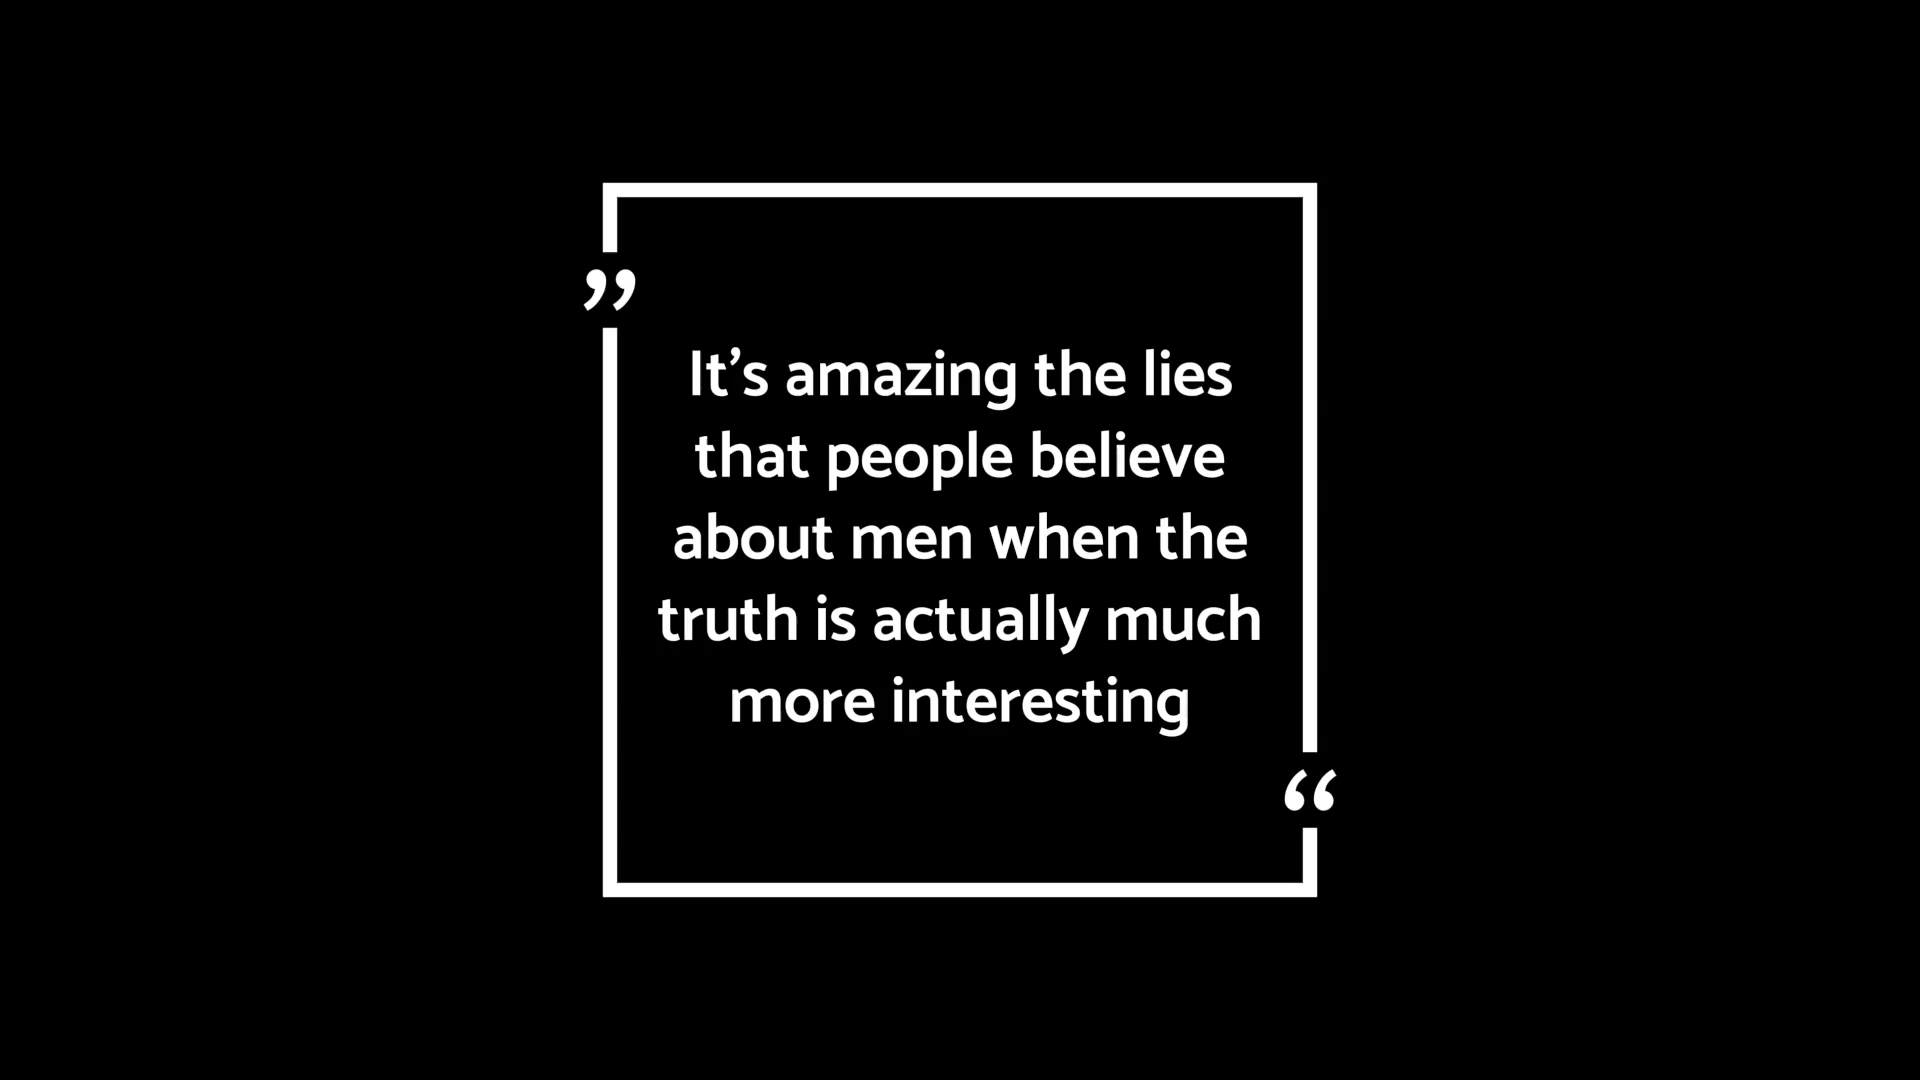 ”
It’s amazing the lies
that people believe
about men when the
truth is actually much
more interesting
“